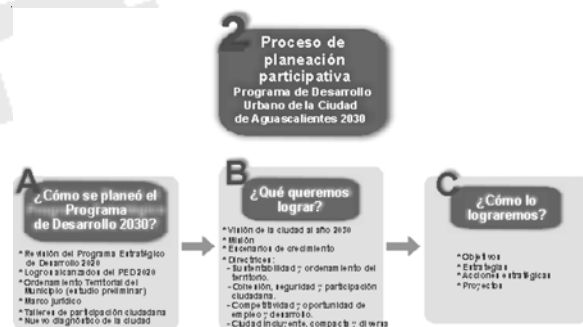 2
Proceso de
planeación
participativa
Programa de Desarrollo
Urbano de la Ciudad
de Aguascalientes 2030
A
¿Cómo se planeó el
Programa
de Desarrollo 2030?
* Revisión del Programa Estratégico
de Desarrollo 2020
* Logros alcanzados del PED2020
* Ordenamiento Territorial del
Municipio (estudio preliminar)
* Marco jurídico
* Talleres de participación ciudadana
* Nuevo diagnóstico de la ciudad
B
¿Qué queremos
lograr?
* Visión de la ciudad al año 2030
* Misión
* Escenarios de crecimiento
* Directrices:
- Sustentabilidad y ordenamiento del
territorio.
- Cohesión, seguridad y participación
ciudadana.
- Competitividad y oportunidad de
empleo y desarrollo.
- Ciudad incluyente, compacta y diversa
C
¿Cómo lo
lograremos?
* Objetivos
* Estrategias
* Acciones estratégicas
* Proyectos